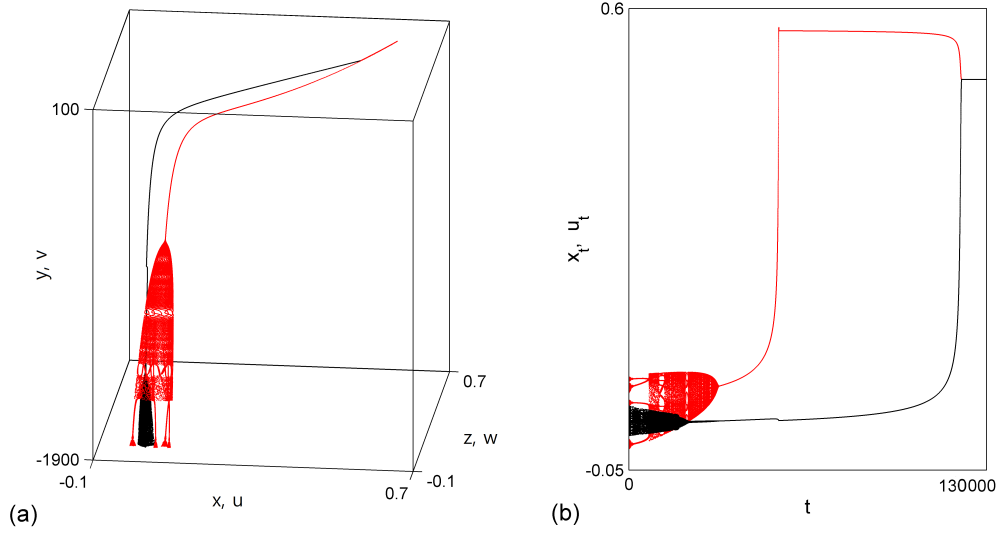 100
y, v
-1900
-0.1
x, u
0.7
-0.1
z, w
0.7
(a)
0.6
x_t, u_t
-0.05
0
130000
t
(b)